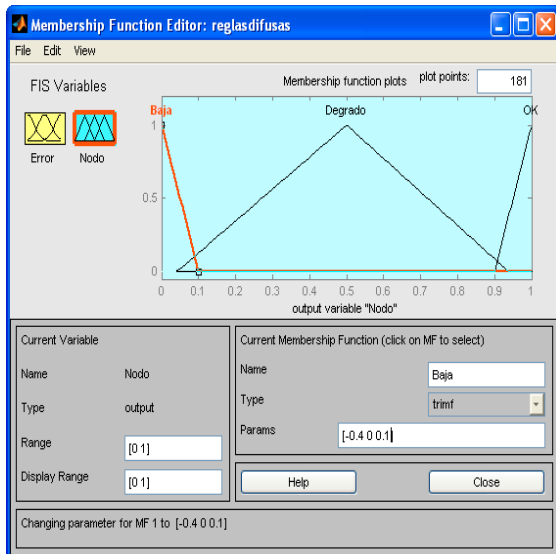 Membership Function Editor: reglasdifusas
File Edit View
FIS Variables
Error
Nodo
Membership function plots
plot points:
181
Baja
Degrado
OK
1
0.5
0
0 0.1 0.2 0.3 0.4 0.5 0.6 0.7 0.8 0.9 1
output variable "Nodo"
Current Variable
Name Nodo
Type output
Range [0 1]
Display Range [0 1]
Current Membership Function (click on MF to select)
Name Baja
Type trimf
Params [-0.4 0 0.1]
Help
Close
Changing parameter for MF 1 to [-0.4 0 0.1]